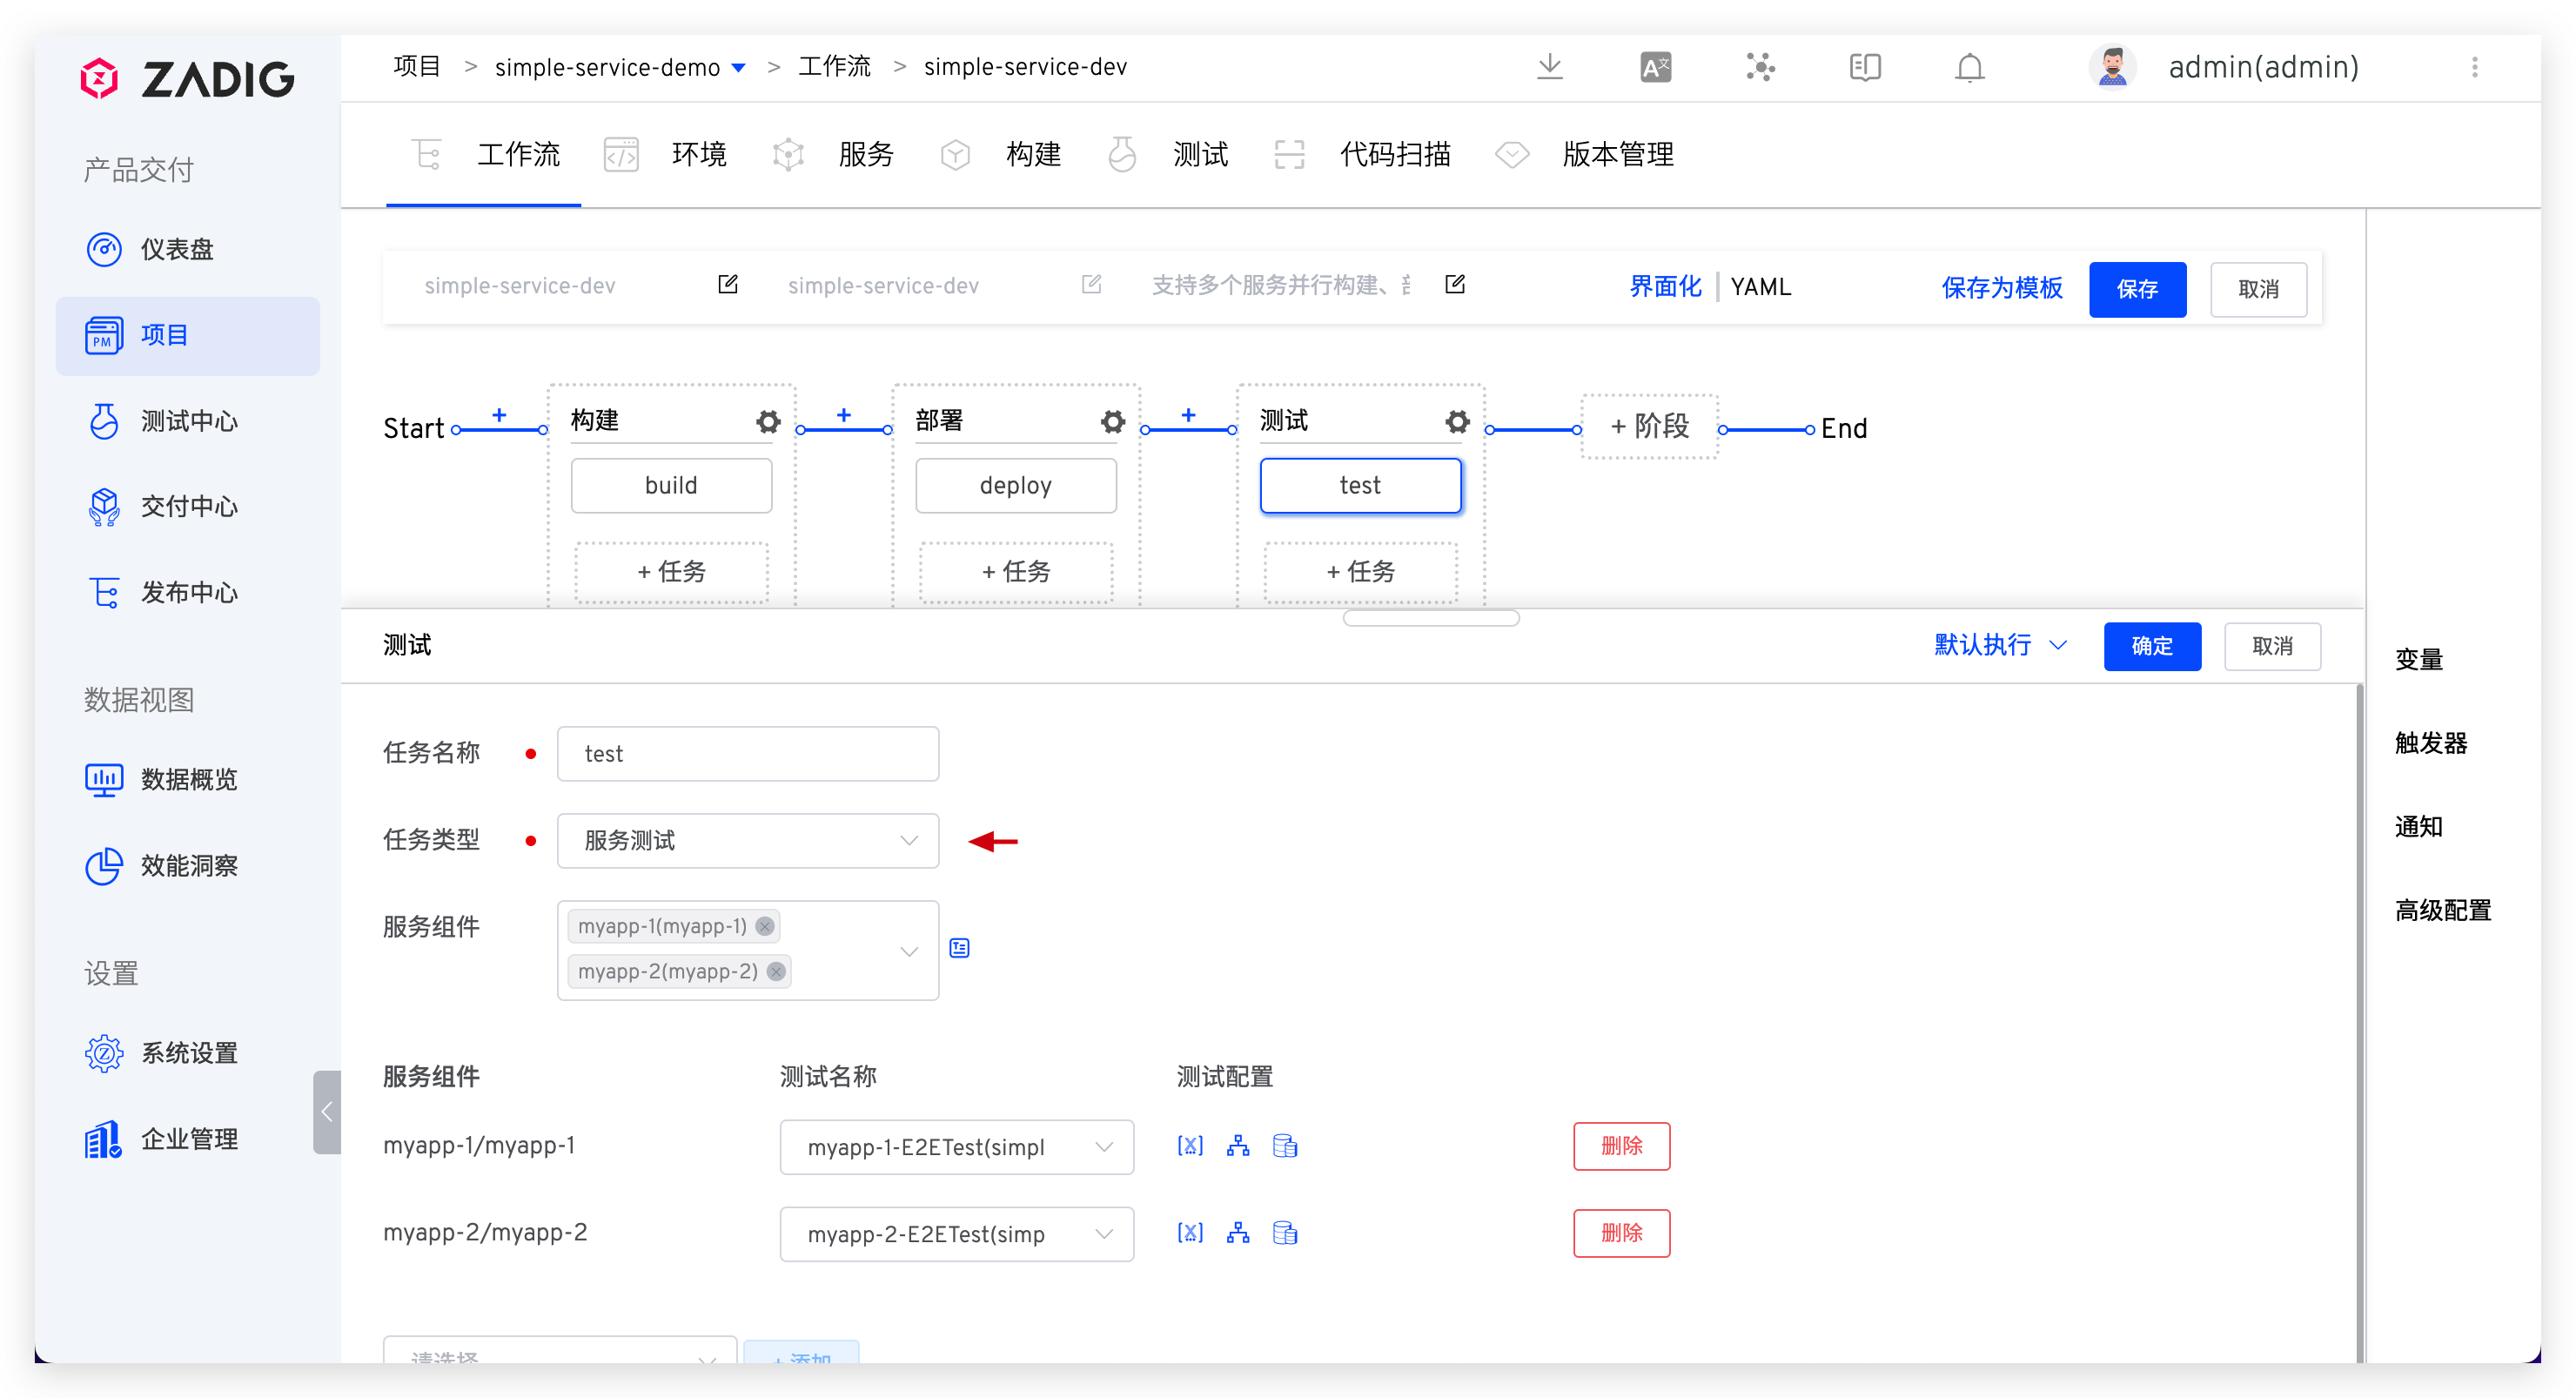 ZADIG
产品交付
仪表盘
PM
项目
测试中心
交付中心
发布中心
数据视图
数据概览
效能洞察
设置
系统设置
企业管理
项目 > simple-service-demo > 工作流 > simple-service-dev
admin(admin)
工作流 环境 服务 构建 测试 代码扫描 版本管理
simple-service-dev simple-service-dev 支持多个服务并行构建、 界面化 | YAML 保存为模板 保存 取消
Start 构建 部署 测试 + 阶段 End
build deploy test
+ 任务 + 任务 + 任务
测试 默认执行 确定 取消
任务名称 test
任务类型 服务测试
服务组件 myapp-1(myapp-1)
myapp-2(myapp-2)
服务组件 测试名称 测试配置
myapp-1/myapp-1 myapp-1-E2ETest(simpl 删除
myapp-2/myapp-2 myapp-2-E2ETest(simp 删除
请选择 + 添加
变量
触发器
通知
高级配置